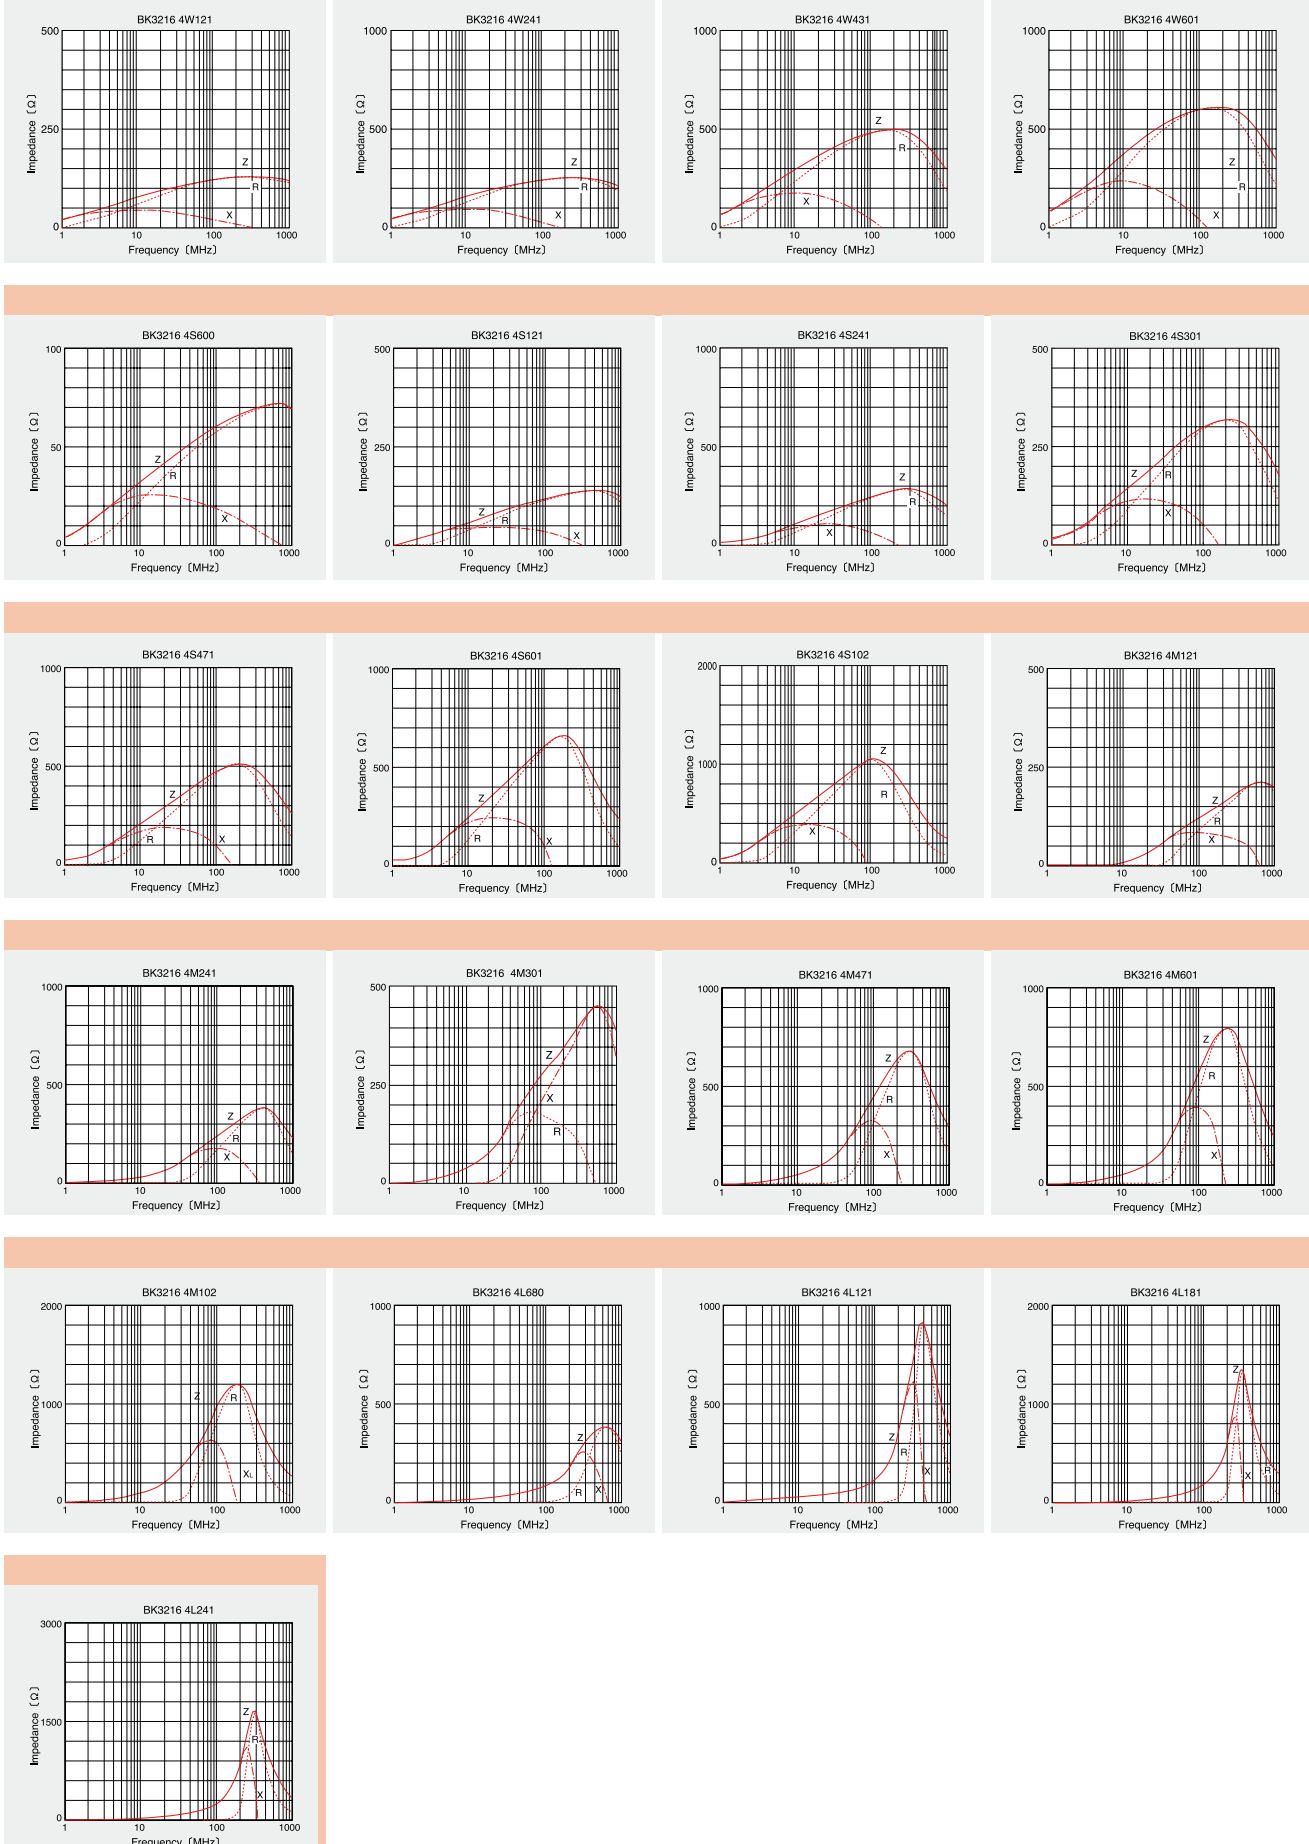 BK3216 4W121
500
250
0
1
10
100
1000
Impedance〔Ω〕
Frequency〔MHz〕
Z
R
X
BK3216 4W241
1000
500
0
1
10
100
1000
Impedance〔Ω〕
Frequency〔MHz〕
Z
R
X
BK3216 4W431
1000
500
0
1
10
100
1000
Impedance〔Ω〕
Frequency〔MHz〕
Z
R
X
BK3216 4W601
1000
500
0
1
10
100
1000
Impedance〔Ω〕
Frequency〔MHz〕
Z
R
X
BK3216 4S600
100
50
0
1
10
100
1000
Impedance〔Ω〕
Frequency〔MHz〕
Z
R
X
BK3216 4S121
500
250
0
1
10
100
1000
Impedance〔Ω〕
Frequency〔MHz〕
Z
R
X
BK3216 4S241
1000
500
0
1
10
100
1000
Impedance〔Ω〕
Frequency〔MHz〕
Z
R
X
BK3216 4S301
500
250
0
1
10
100
1000
Impedance〔Ω〕
Frequency〔MHz〕
Z
R
X
BK3216 4S471
1000
500
0
1
10
100
1000
Impedance〔Ω〕
Frequency〔MHz〕
Z
R
X
BK3216 4S601
1000
500
0
1
10
100
1000
Impedance〔Ω〕
Frequency〔MHz〕
Z
R
X
BK3216 4S102
2000
1000
0
1
10
100
1000
Impedance〔Ω〕
Frequency〔MHz〕
Z
R
X
BK3216 4M121
500
250
0
1
10
100
1000
Impedance〔Ω〕
Frequency〔MHz〕
Z
R
X
BK3216 4M241
1000
500
0
1
10
100
1000
Impedance〔Ω〕
Frequency〔MHz〕
Z
R
X
BK3216 4M301
500
250
0
1
10
100
1000
Impedance〔Ω〕
Frequency〔MHz〕
Z
X
R
BK3216 4M471
1000
500
0
1
10
100
1000
Impedance〔Ω〕
Frequency〔MHz〕
Z
R
X
BK3216 4M601
1000
500
0
1
10
100
1000
Impedance〔Ω〕
Frequency〔MHz〕
Z
R
X
BK3216 4M102
2000
1000
0
1
10
100
1000
Impedance〔Ω〕
Frequency〔MHz〕
Z
R
XL
BK3216 4L680
1000
500
0
1
10
100
1000
Impedance〔Ω〕
Frequency〔MHz〕
Z
R
X
BK3216 4L121
1000
500
0
1
10
100
1000
Impedance〔Ω〕
Frequency〔MHz〕
Z
R
X
BK3216 4L181
2000
1000
0
1
10
100
1000
Impedance〔Ω〕
Frequency〔MHz〕
Z
R
X
BK3216 4L241
3000
1500
0
1
10
100
1000
Impedance〔Ω〕
Frequency〔MHz〕
Z
R
X